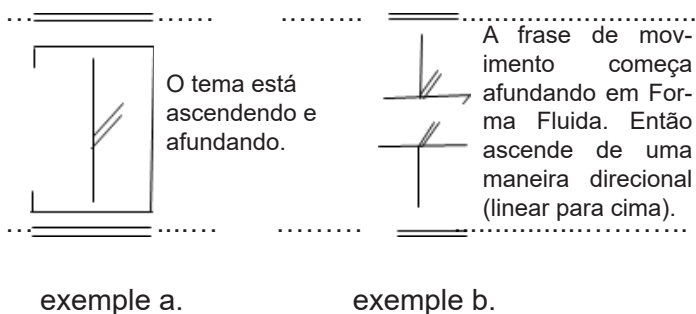 O tema está
ascendendo e
afundando.
A frase de mov-
imento começa
afundando em For-
ma Fluida. Então
ascende de uma
maneira direcional
(linear para cima).
exemple a.
exemple b.